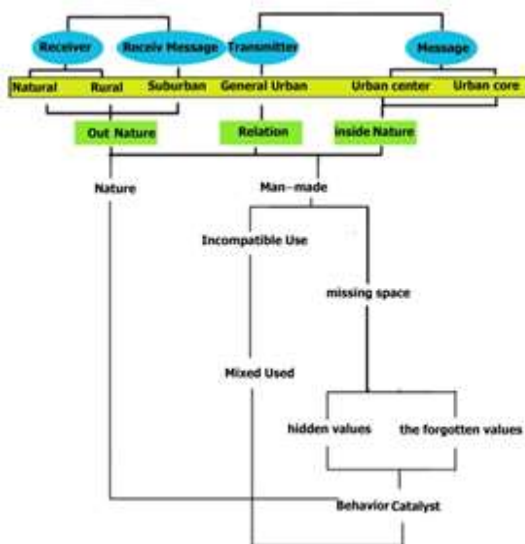 Receiver Receiv Message Transmitter Message
Natural Rural Suburban General Urban Urban center Urban core
Out Nature Relation inside Nature
Nature Man-made
Incompatible Use
missing space
Mixed Used
hidden values the forgotten values
Behavior Catalyst